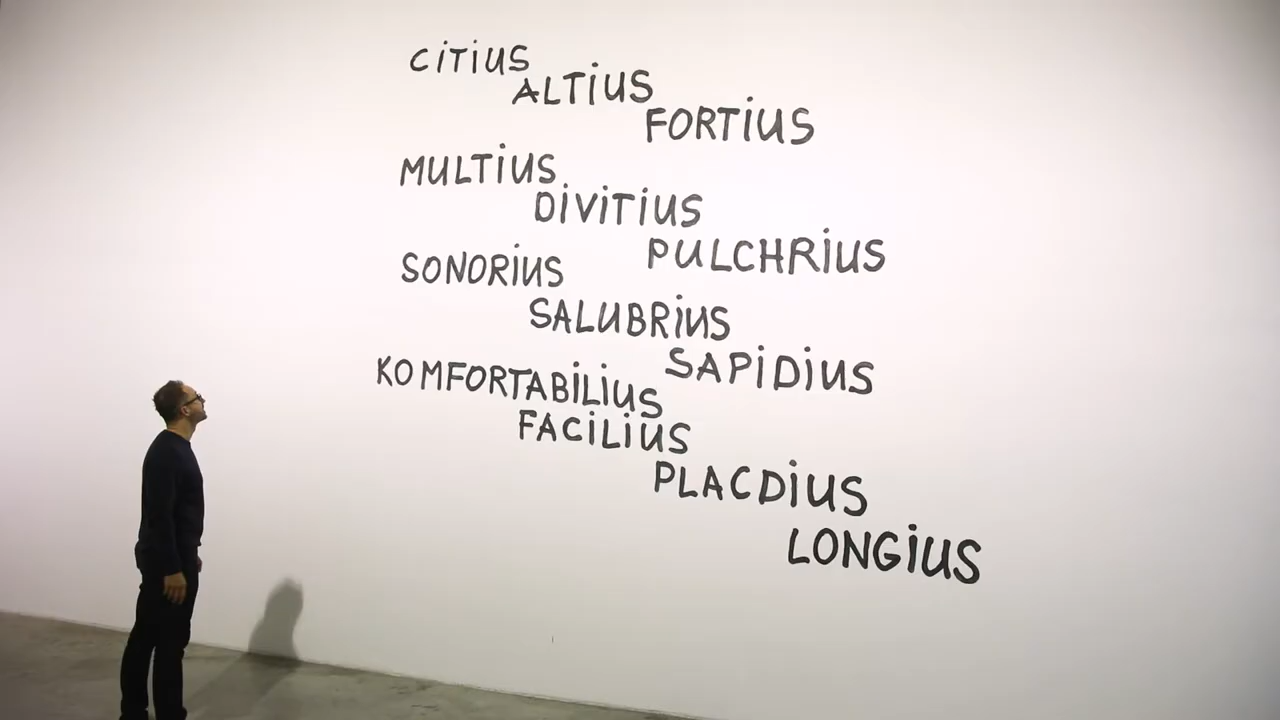 CiTiUS
ALTiUS
FORTiUS
MULTiUS
DiViTiUS
PULCHRiUS
SONORiUS
SALUBRiUS
SAPiDiUS
KOMFORTABiLiUS
FACiLiUS
PLACDiUS
LONGiUS